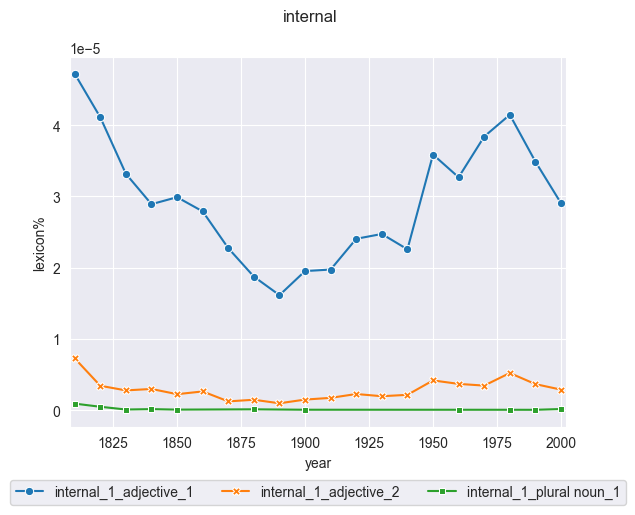 internal
1e−5
4
3
2
1
0
lexicon%
1825 1850 1875 1900 1925 1950 1975 2000
year
internal_1_adjective_1 internal_1_adjective_2 internal_1_plural noun_1